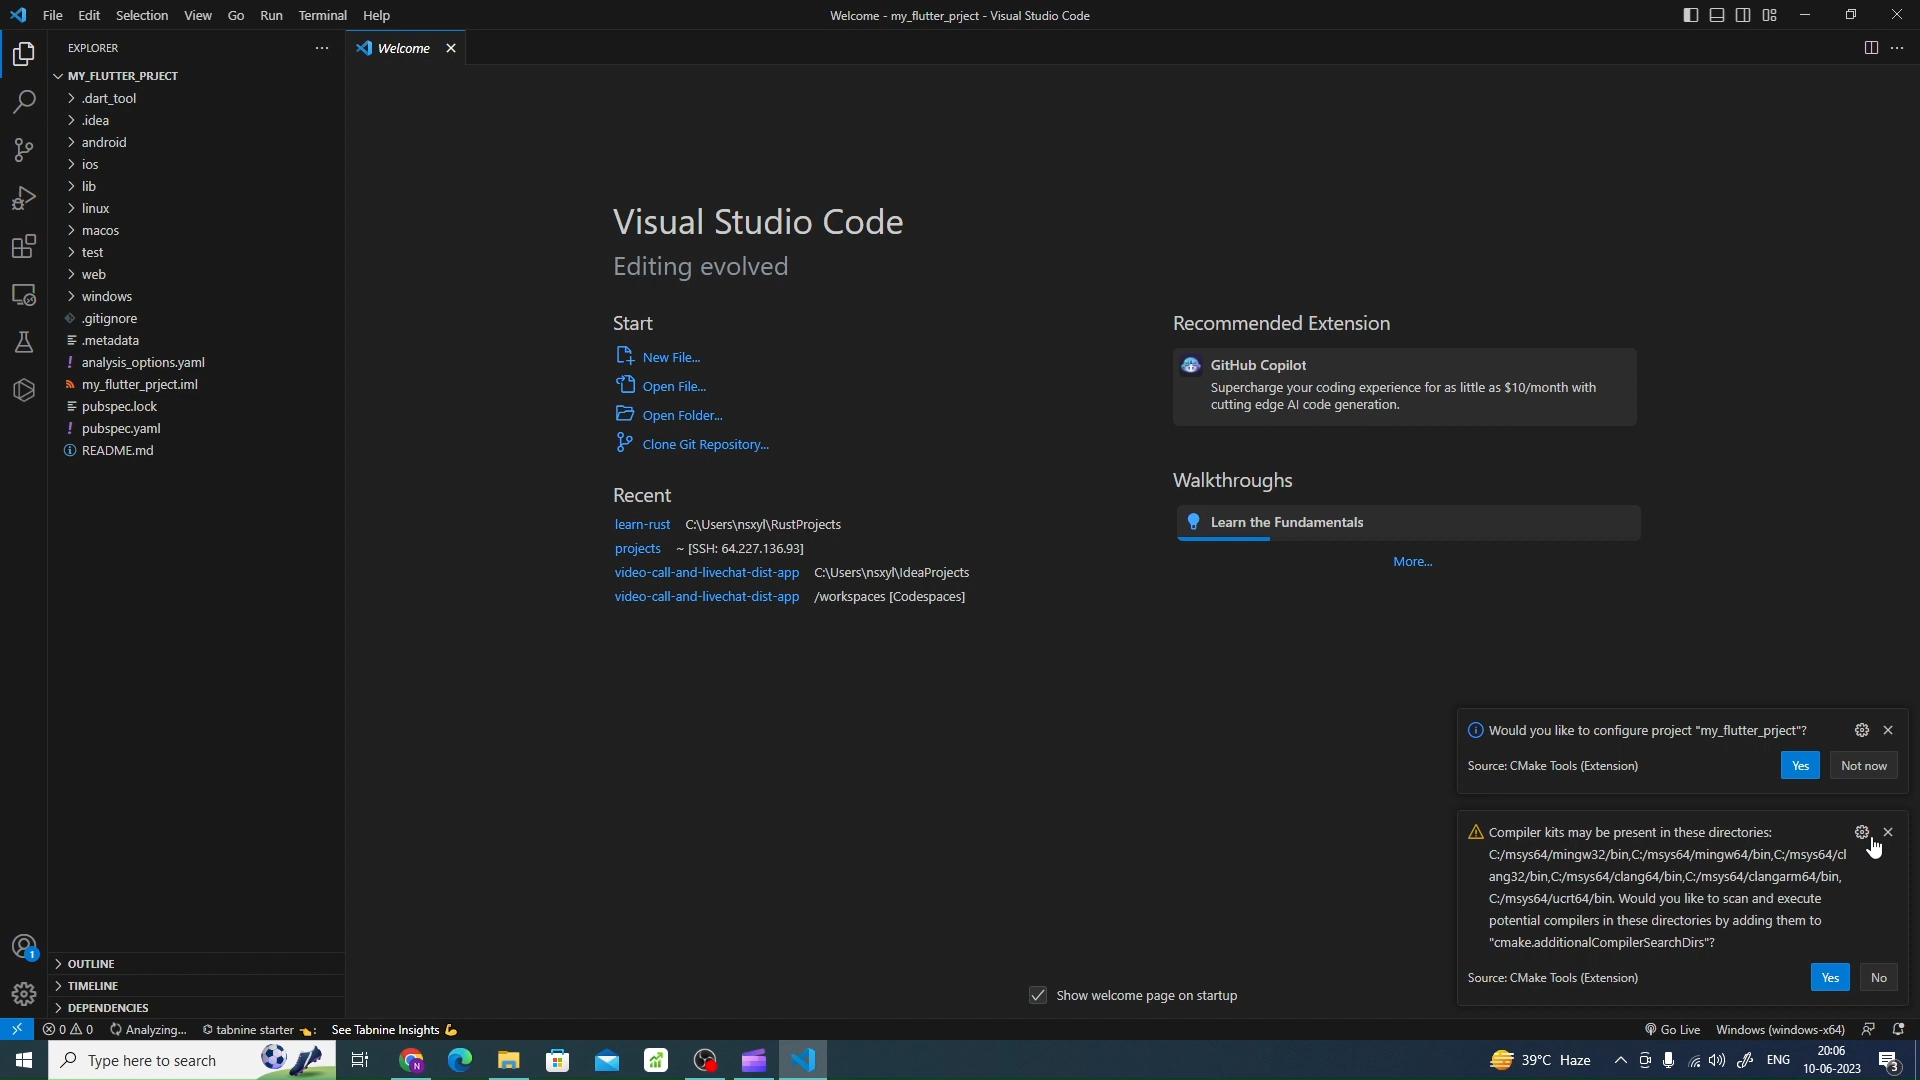 File Edit Selection View Go Run Terminal Help
Welcome - my_flutter_prject - Visual Studio Code
EXPLORER
Welcome
MY_FLUTTER_PRJECT
.dart_tool
.idea
android
ios
lib
linux
macos
test
web
windows
.gitignore
.metadata
analysis_options.yaml
my_flutter_prject.iml
pubspec.lock
pubspec.yaml
README.md
OUTLINE
TIMELINE
DEPENDENCIES
Visual Studio Code
Editing evolved
Start
New File...
Open File...
Open Folder...
Clone Git Repository...
Recent
learn-rust C:\Users\nsxyl\RustProjects
projects ~ [SSH: 64.227.136.93]
video-call-and-livechat-dist-app C:\Users\nsxyl\IdeaProjects
video-call-and-livechat-dist-app /workspaces [Codespaces]
Recommended Extension
GitHub Copilot
Supercharge your coding experience for as little as $10/month with
cutting edge AI code generation.
Walkthroughs
Learn the Fundamentals
More...
Show welcome page on startup
Would you like to configure project "my_flutter_prject"?
Source: CMake Tools (Extension)
Yes
Not now
Compiler kits may be present in these directories:
C:/msys64/mingw32/bin,C:/msys64/mingw64/bin,C:/msys64/cl
ang32/bin,C:/msys64/clang64/bin,C:/msys64/clangarm64/bin,
C:/msys64/ucrt64/bin. Would you like to scan and execute
potential compilers in these directories by adding them to
"cmake.additionalCompilerSearchDirs"?
Source: CMake Tools (Extension)
Yes
No
1
0 0 Analyzing... tabnine starter : See Tabnine Insights
Go Live Windows (windows-x64)
Type here to search
N
39°C Haze
ENG
20:06
10-06-2023
3